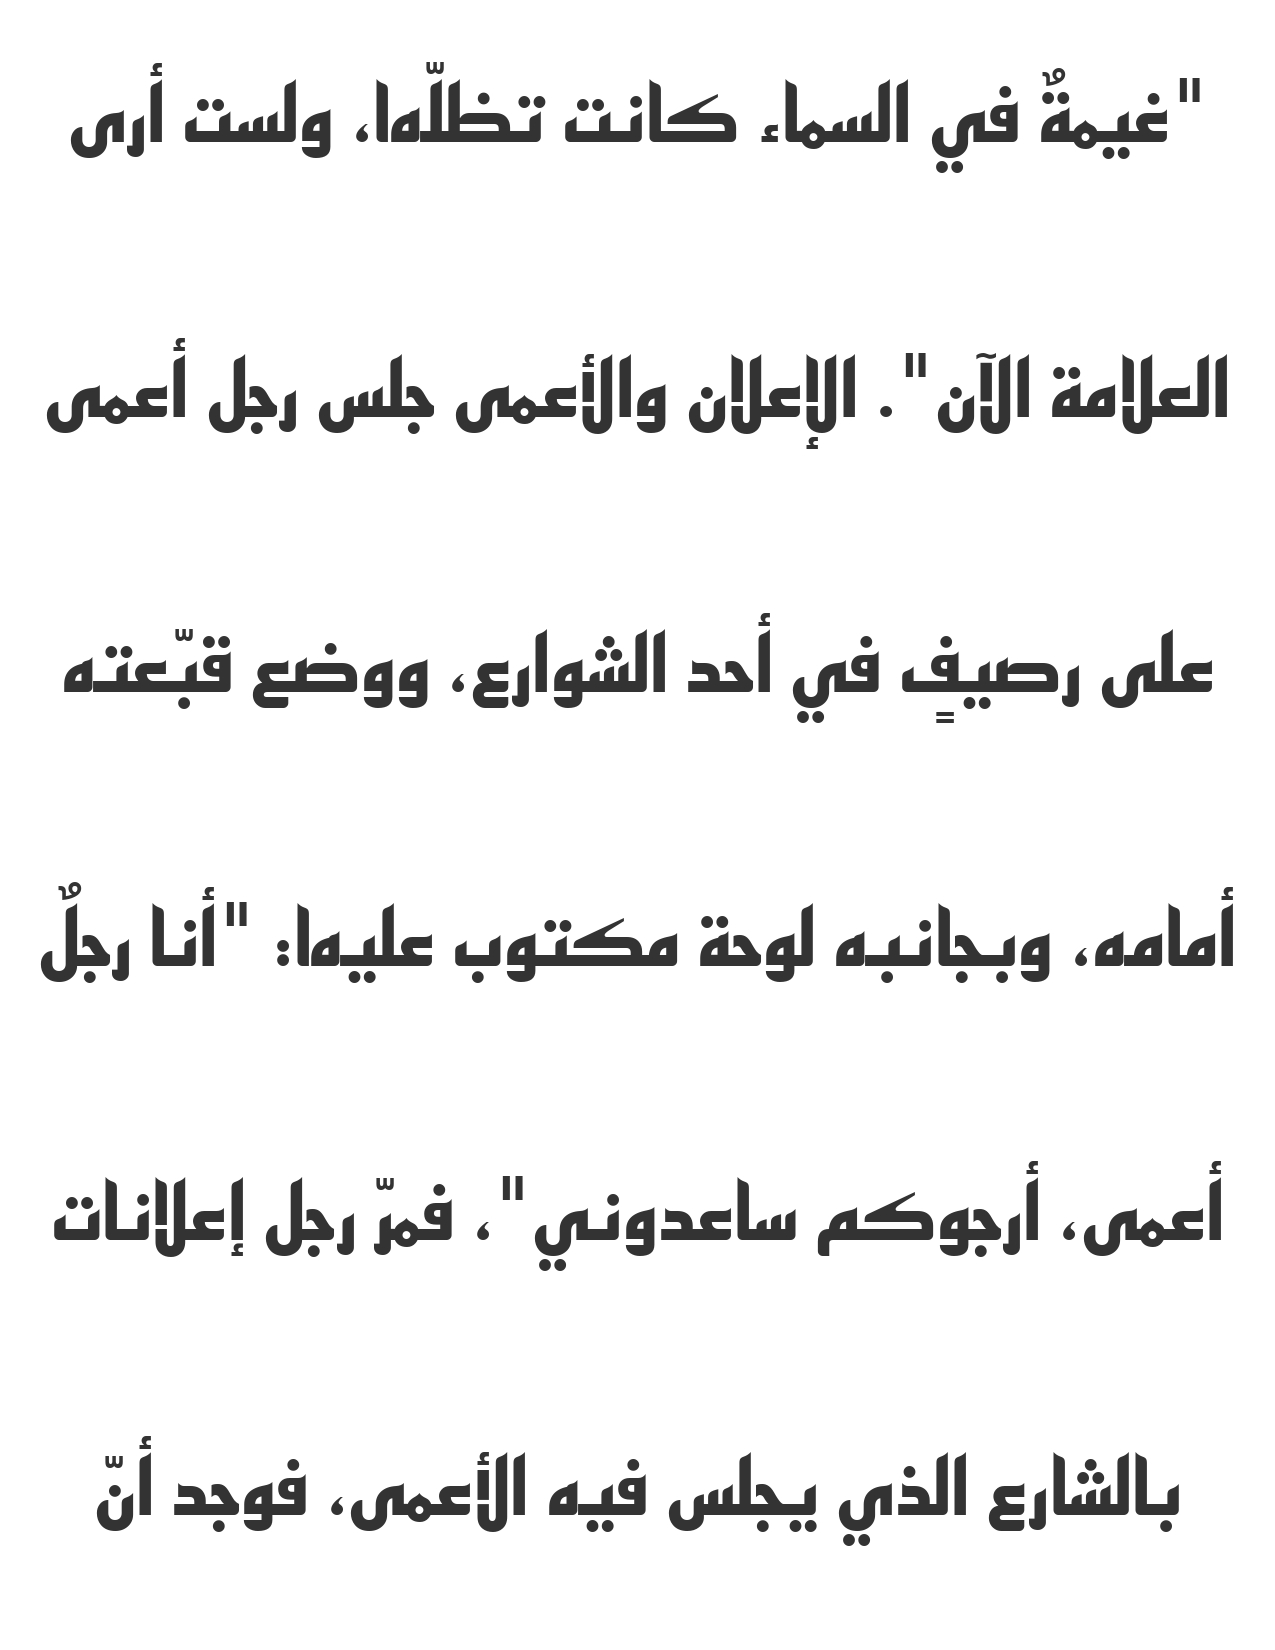 "غيمةٌ في السماء كانت تظلّها، ولست أرى
العلامة الآن". الإعلان والأعمى جلس رجل أعمى
على رصيفٍ في أحد الشوارع، ووضع قبّعته
أمامه، وبجانبه لوحة مكتوب عليها: "أنا رجلٌ
أعمى، أرجوكم ساعدوني"، فمرّ رجل إعلانات
بالشارع الذي يجلس فيه الأعمى، فوجد أنّ